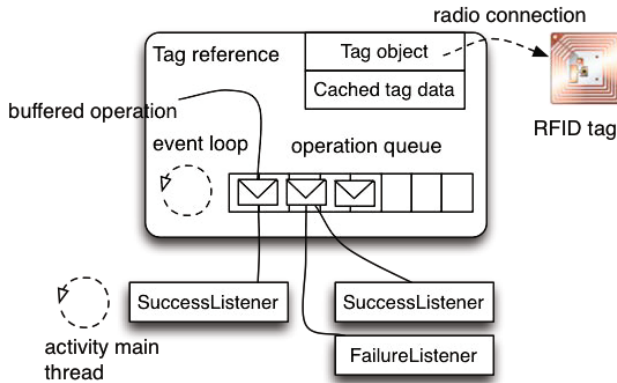 radio connection
Tag reference
Tag object
Cached tag data
RFID tag
buffered operation
event loop
operation queue
SuccessListener
SuccessListener
FailureListener
activity main
thread